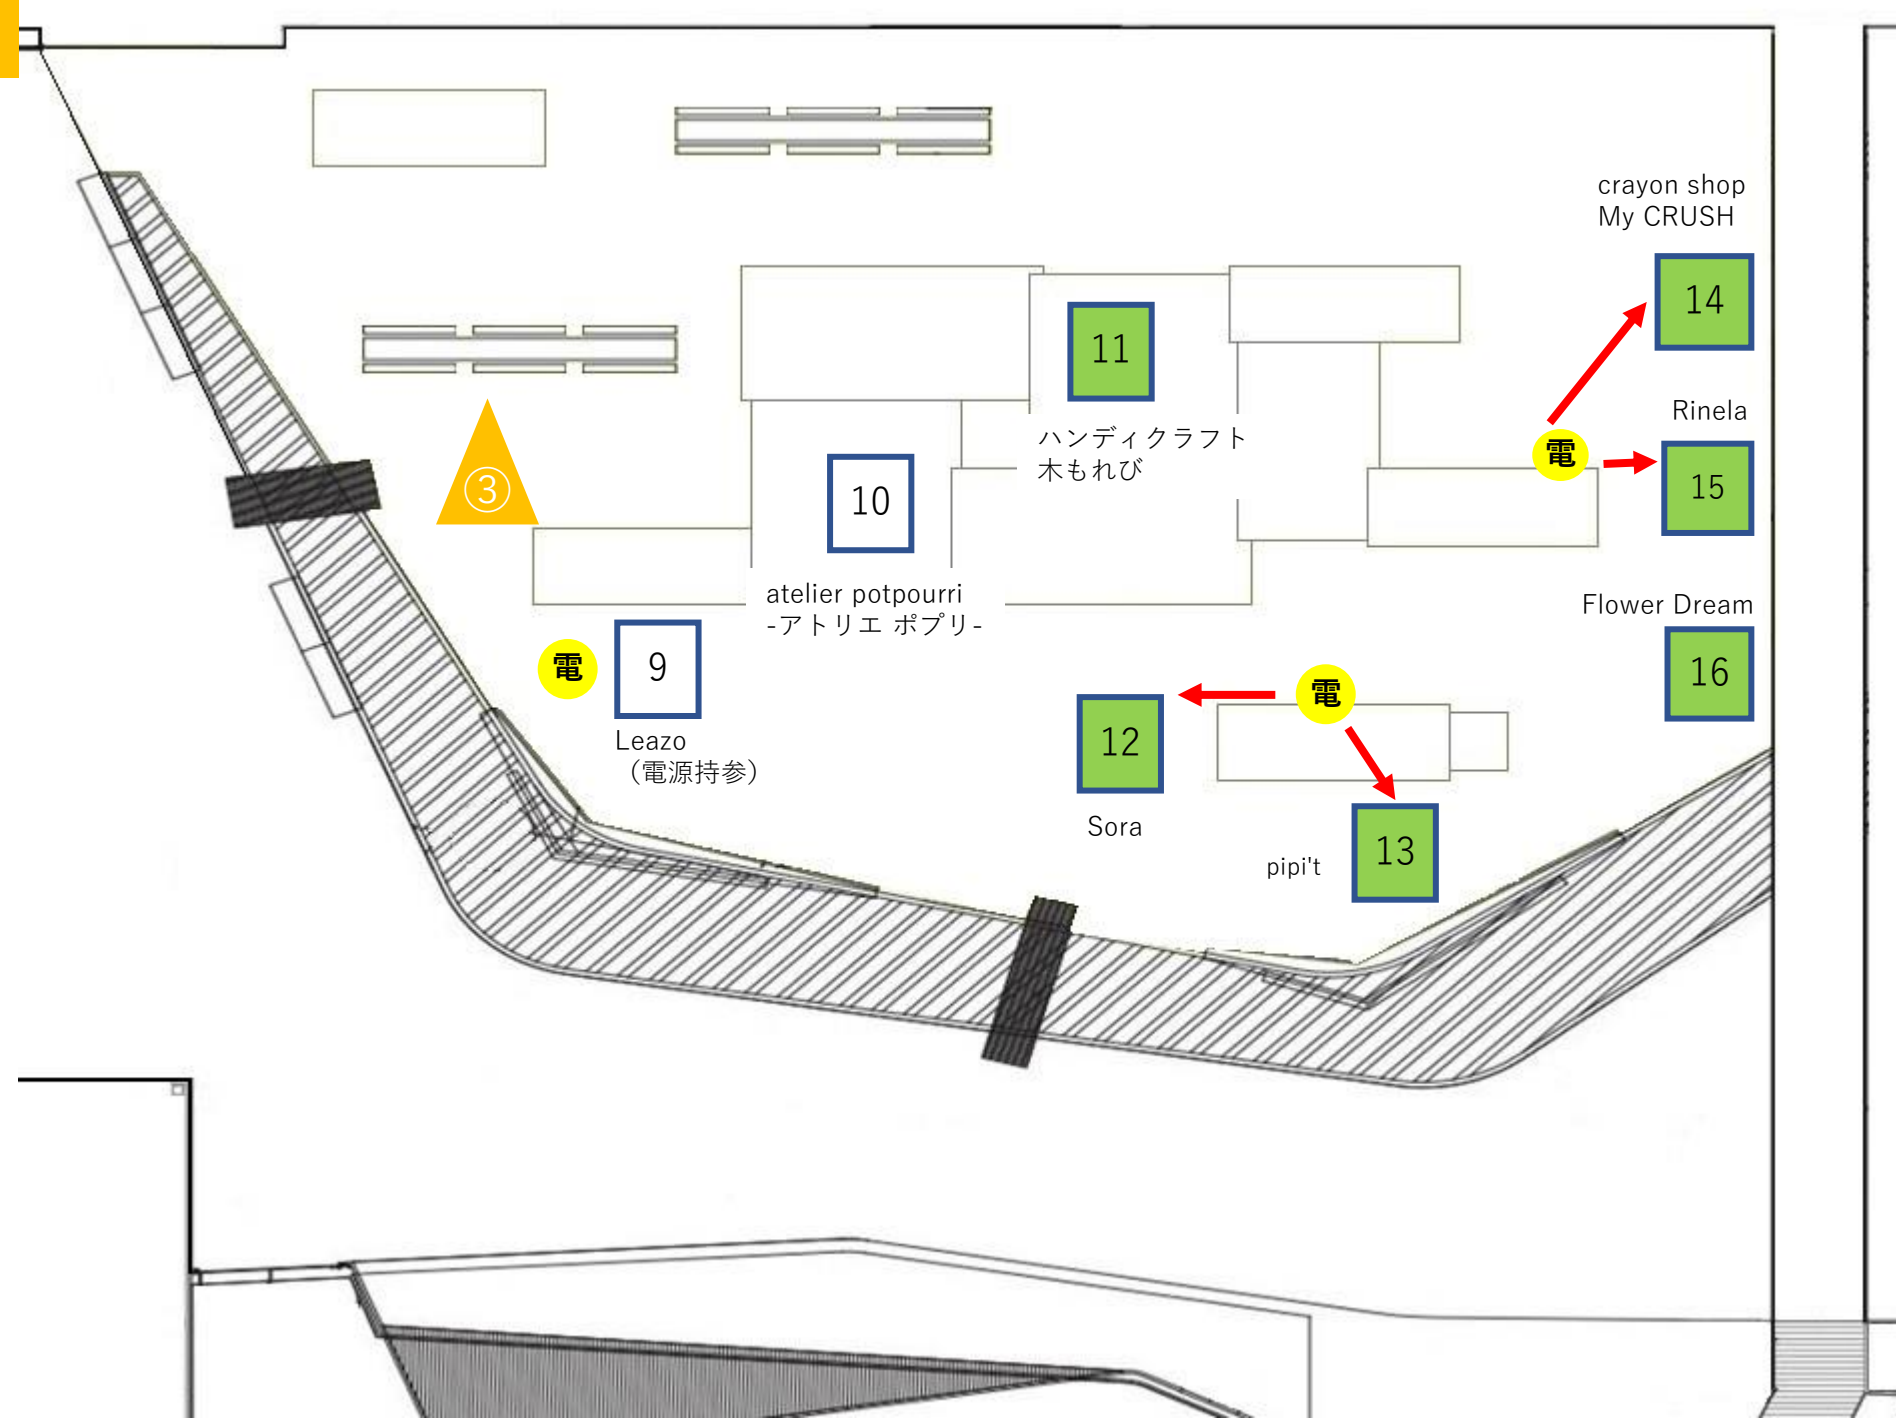 crayon shop
My CRUSH
14
11
Rinela
ハンディクラフト
木もれび
電
15
③
10
atelier potpourri
-アトリエ ポプリ-
Flower Dream
16
電
9
Leazo
（電源持参）
電
12
Sora
13
pipi't